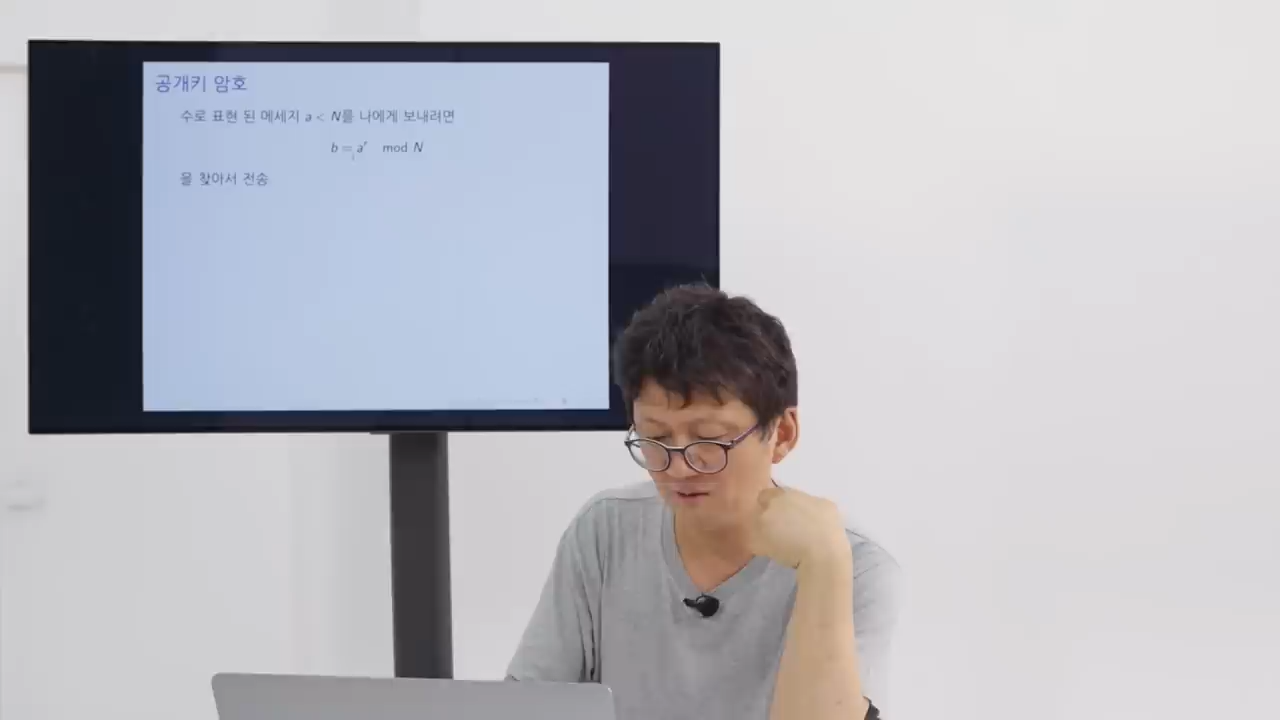 공개키 암호
수로 표현 된 메세지 a < N를 나에게 보내려면
b = a^r mod N
을 찾아서 전송